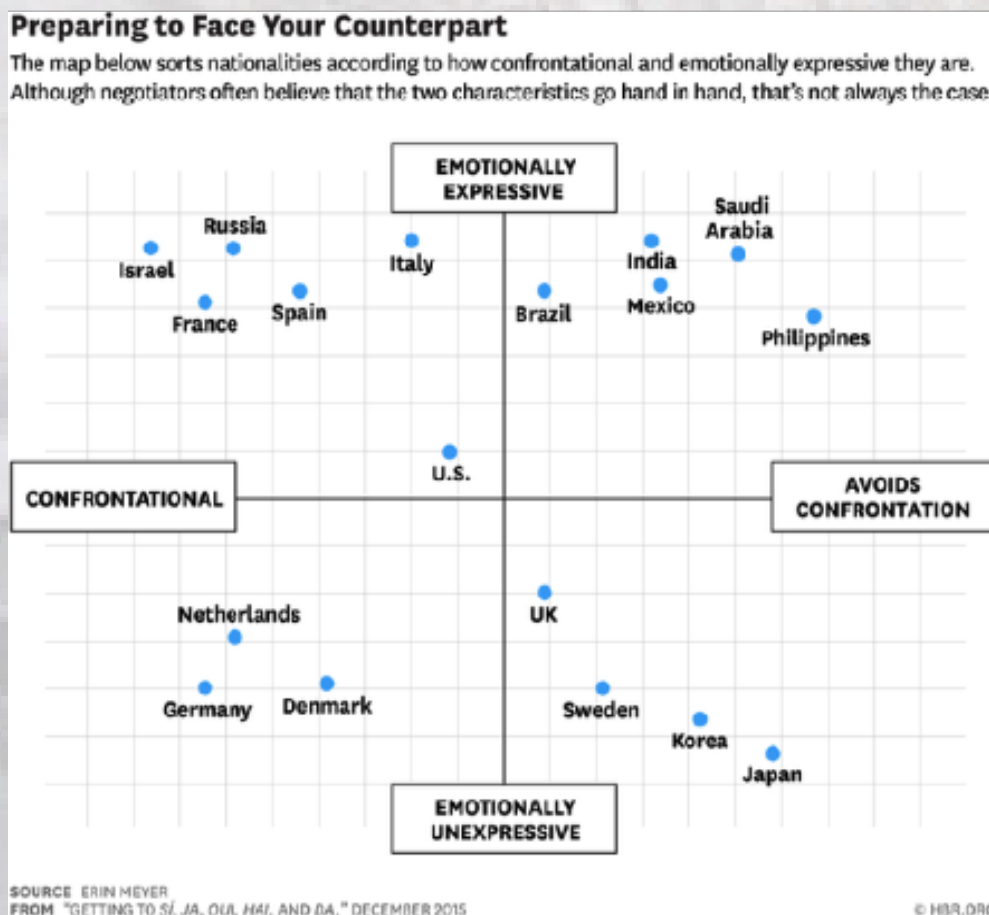 Preparing to Face Your Counterpart
The map below sorts nationalities according to how confrontational and emotionally expressive they are.
Although negotiators often believe that the two characteristics go hand in hand, that's not always the case
EMOTIONALLY
EXPRESSIVE
Saudi
Arabia
Russia
Israel
Italy
India
France
Spain
Brazil
Mexico
Philippines
U.S.
CONFRONTATIONAL
AVOIDS
CONFRONTATION
Netherlands
UK
Germany
Denmark
Sweden
Korea
Japan
EMOTIONALLY
UNEXPRESSIVE
SOURCE ERIN MEYER
FROM "GETTING TO SÍ, JA, OUI, HAI, AND DA," DECEMBER 2015
© HBR.ORG